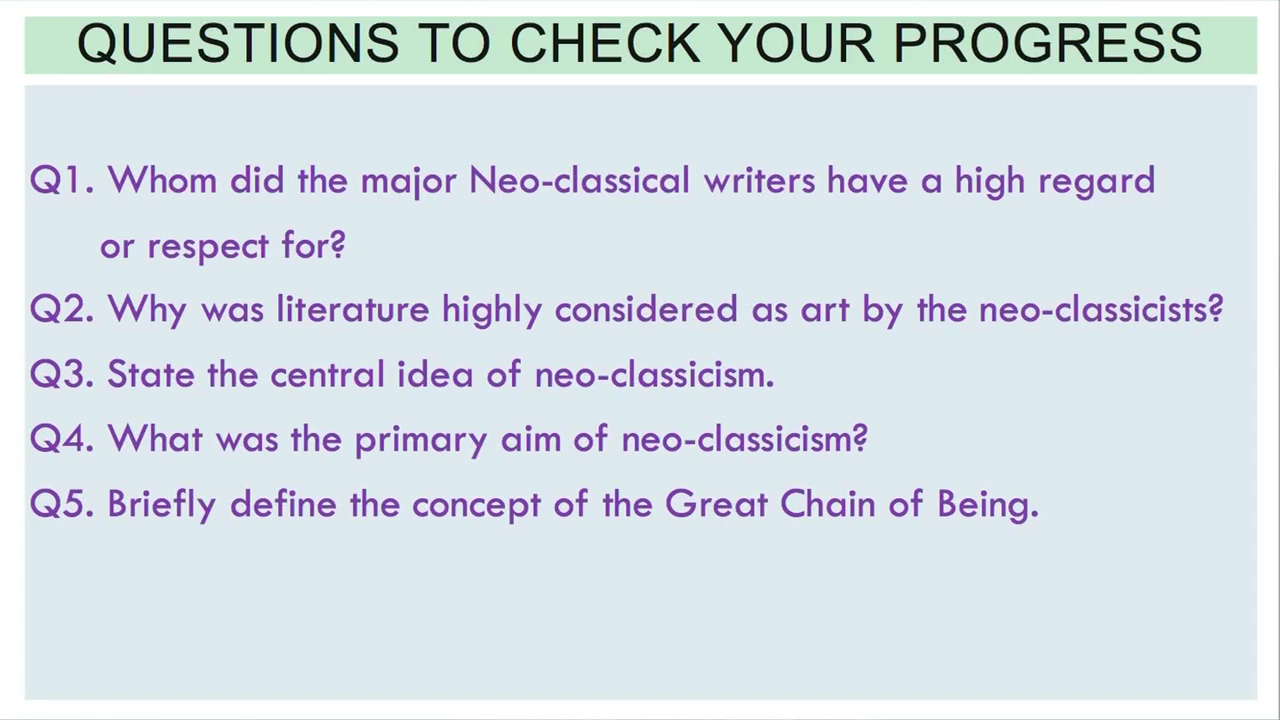 QUESTIONS TO CHECK YOUR PROGRESS
Q1. Whom did the major Neo-classical writers have a high regard
or respect for?
Q2. Why was literature highly considered as art by the neo-classicists?
Q3. State the central idea of neo-classicism.
Q4. What was the primary aim of neo-classicism?
Q5. Briefly define the concept of the Great Chain of Being.